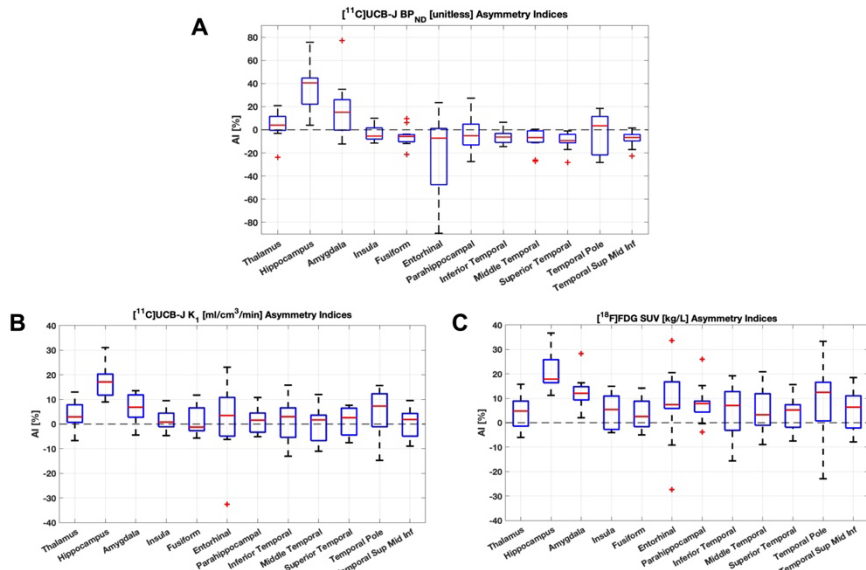 A
[11C]UCB-J BPND [unitless] Asymmetry Indices
AI [%]
80
60
40
20
0
-20
-40
-60
-80
Thalamus
Hippocampus
Amygdala
Insula
Fusiform
Entorhinal
Parahippocampal
Inferior Temporal
Middle Temporal
Superior Temporal
Temporal Pole
Temporal Sup Mid Inf
B
[11C]UCB-J K1 [ml/cm3/min] Asymmetry Indices
AI [%]
40
30
20
10
0
-10
-20
-30
-40
Thalamus
Hippocampus
Amygdala
Insula
Fusiform
Entorhinal
Parahippocampal
Inferior Temporal
Middle Temporal
Superior Temporal
Temporal Pole
Temporal Sup Mid Inf
C
[18F]FDG SUV [kg/L] Asymmetry Indices
AI [%]
40
30
20
10
0
-10
-20
-30
-40
Thalamus
Hippocampus
Amygdala
Insula
Fusiform
Entorhinal
Parahippocampal
Inferior Temporal
Middle Temporal
Superior Temporal
Temporal Pole
Temporal Sup Mid Inf